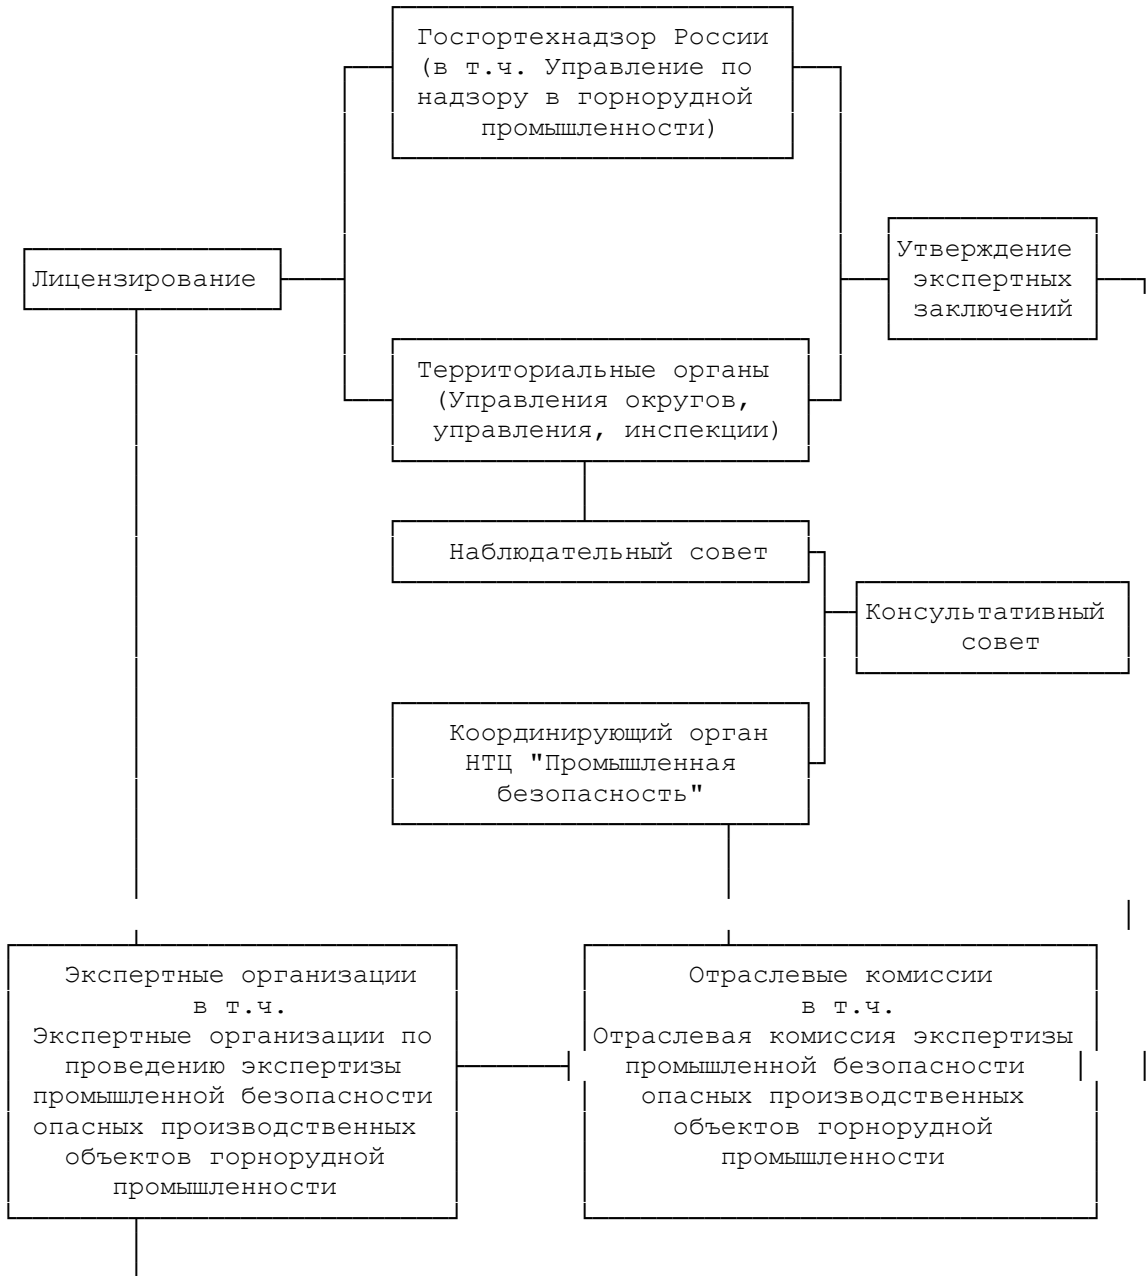 Госгортехнадзор России
(в т.ч. Управление по
надзору в горнорудной
промышленности)
Лицензирование
Утверждение
экспертных
заключений
Территориальные органы
(Управления округов,
управления, инспекции)
Наблюдательный совет
Консультативный
совет
Координирующий орган
НТЦ "Промышленная
безопасность"
Экспертные организации
в т.ч.
Экспертные организации по
проведению экспертизы
промышленной безопасности
опасных производственных
объектов горнорудной
промышленности
Отраслевые комиссии
в т.ч.
Отраслевая комиссия экспертизы
промышленной безопасности
опасных производственных
объектов горнорудной
промышленности